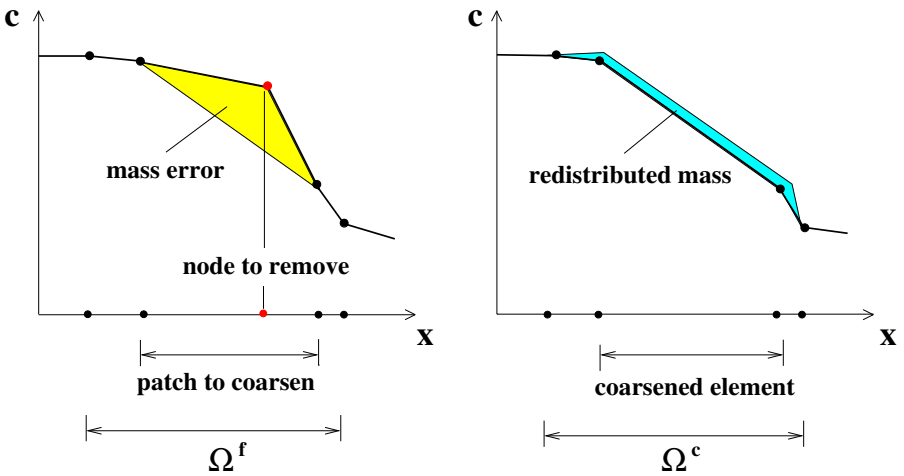 c
mass error
node to remove
x
patch to coarsen
Ω f
c
redistributed mass
x
coarsened element
Ω c